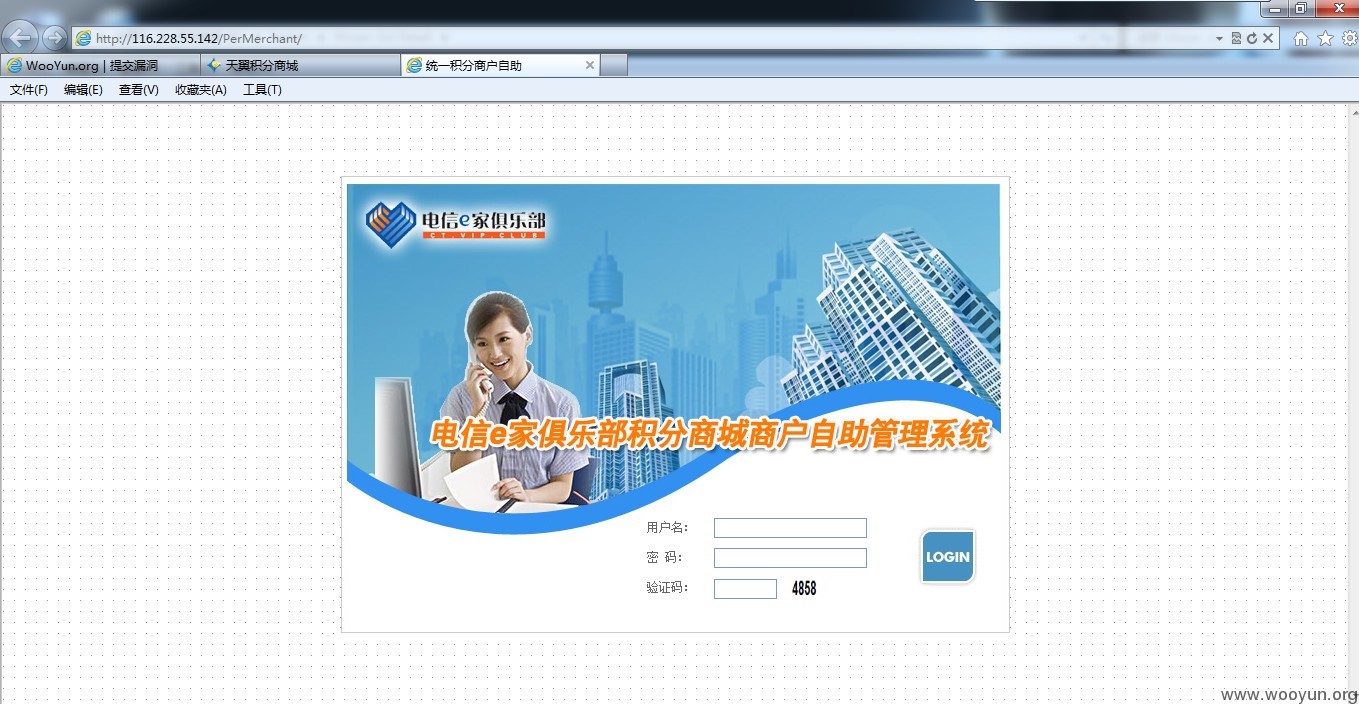 http://116.228.55.142/PerMerchant/
WooYun.org | 提交漏洞 天翼积分商城 统一积分商户自助
文件(F) 编辑(E) 查看(V) 收藏夹(A) 工具(T)
电信e家俱乐部
CT.VIP.CLUB
电信e家俱乐部积分商城商户自助管理系统
用户名：
密 码：
LOGIN
验证码： 4858
www.wooyun.org